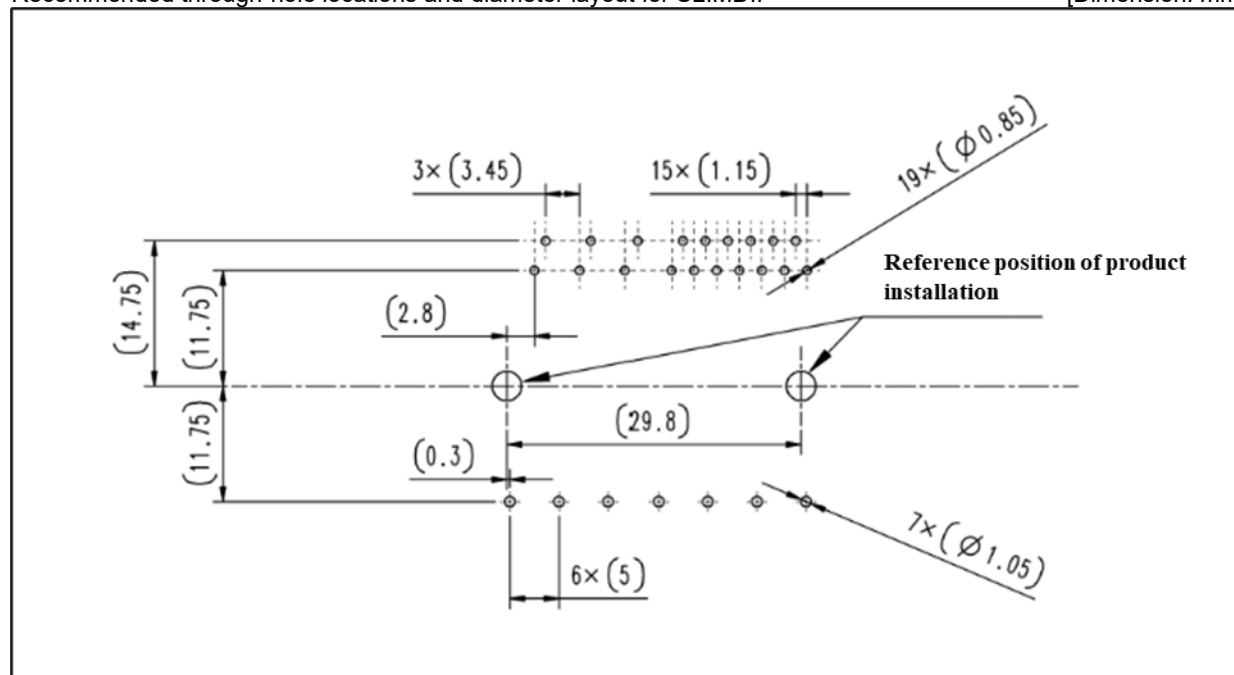 3× (3.45)
15× (1.15)
19× (Ø0.85)
(14.75)
(11.75)
Reference position of product
installation
(2.8)
(29.8)
(11.75)
(0.3)
7× (Ø1.05)
6× (5)